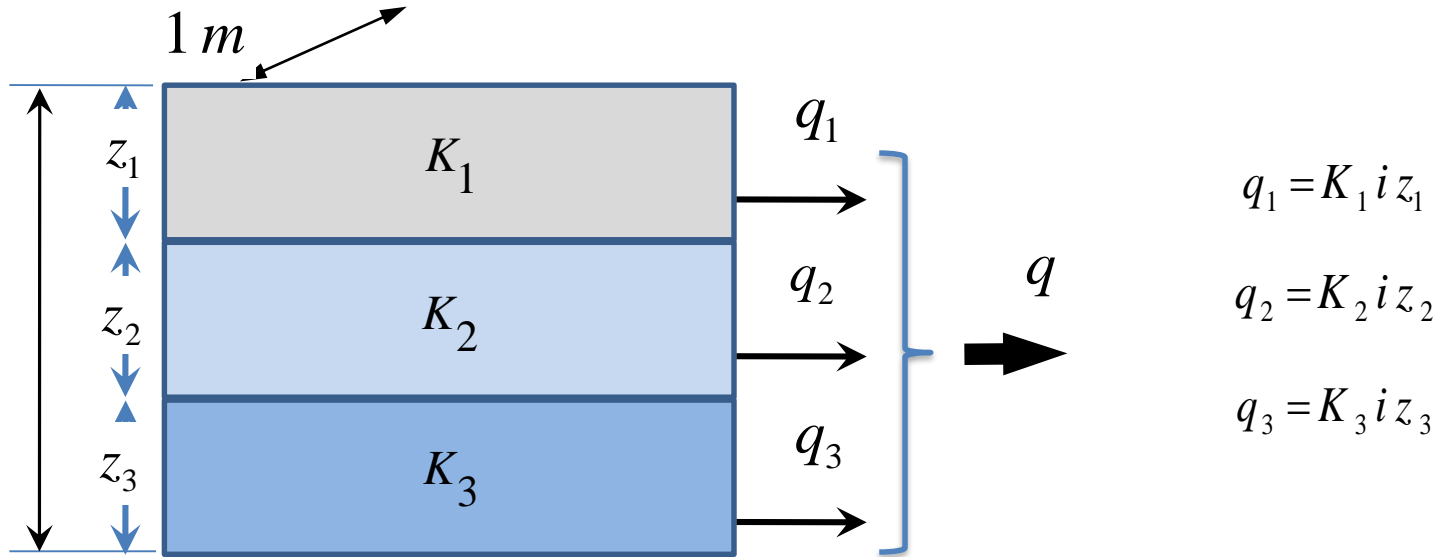 1 m
z₁
K₁
q₁
q₁ = K₁ i z₁
z₂
K₂
q₂
q
q₂ = K₂ i z₂
z₃
K₃
q₃
q₃ = K₃ i z₃